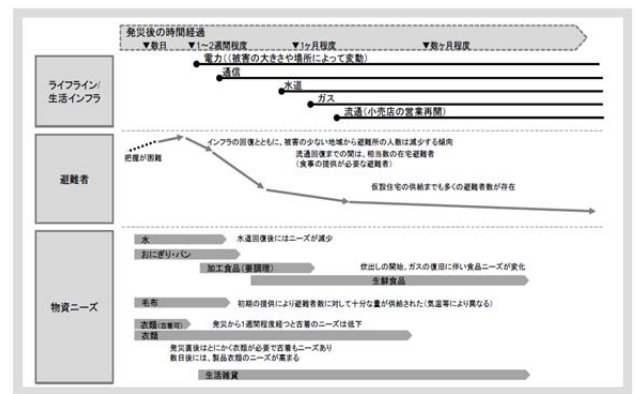 発災後の時間経過
▼数日 ▼1～2週間程度 ▼1ヶ月程度 ▼数ヶ月程度
ライフライン/
生活インフラ
電力((被害の大きさや場所によって変動)
通信
水道
ガス
流通(小売店の営業再開)
避難者
把握が困難
インフラの回復とともに、被害の少ない地域から避難所の人数は減少する傾向
流通回復までの間は、相当数の在宅避難者
(食事の提供が必要な避難者)
仮設住宅の供給までも多くの避難者数が存在
物資ニーズ
水 水道回復後にはニーズが減少
おにぎり・パン
加工食品(要調理) 炊出しの開始、ガスの復旧に伴い食品ニーズが変化
生鮮食品
毛布 初期の提供により避難者数に対して十分な量が供給された(気温等により異なる)
衣類(古着可) 発災から1週間程度経つと古着のニーズは低下
衣類
発災直後はとにかく衣類が必要で古着もニーズあり
数日後には、製品衣類のニーズが高まる
生活雑貨